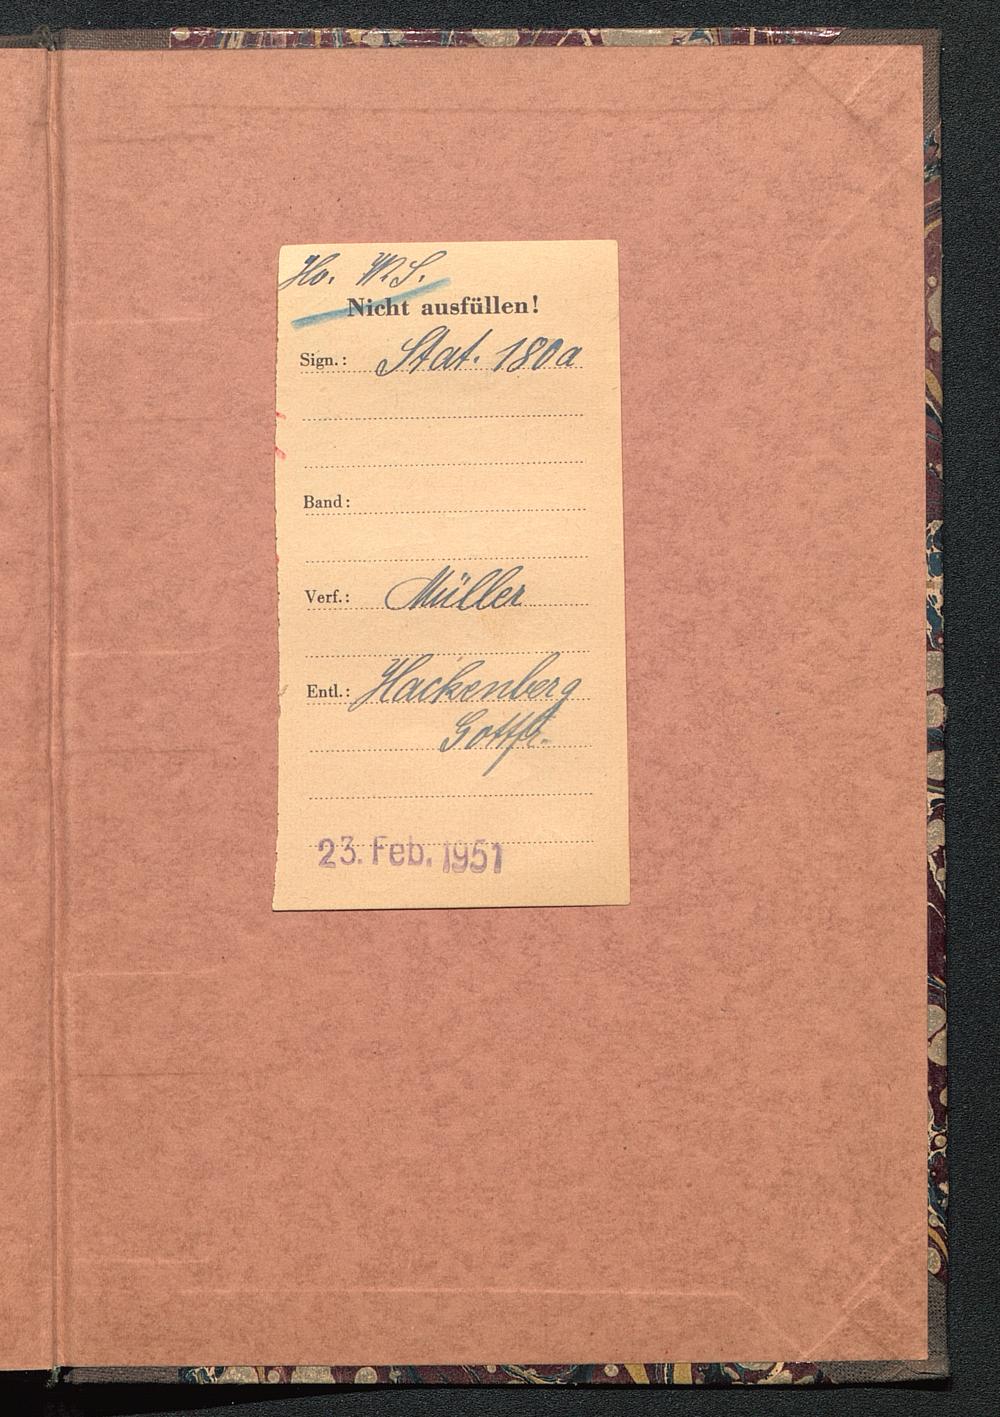 Ho. W.S.
Nicht ausfüllen!
Sign.: Stat. 180a
Band:
Verf.: Müller
Entl.: Hackenberg
Gottfr.
23. Feb. 1951